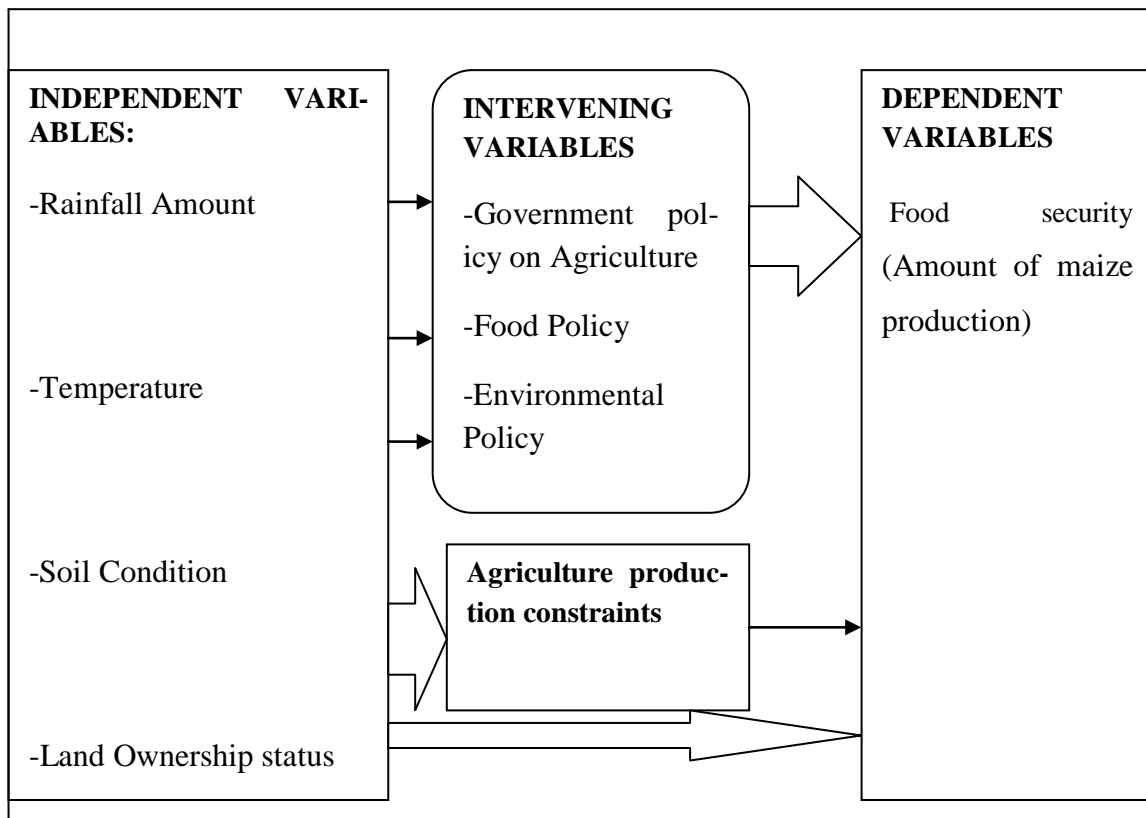 INDEPENDENT VARI-
ABLES:
-Rainfall Amount
-Temperature
-Soil Condition
-Land Ownership status
INTERVENING
VARIABLES
-Government pol-
icy on Agriculture
-Food Policy
-Environmental
Policy
Agriculture produc-
tion constraints
DEPENDENT
VARIABLES
Food security
(Amount of maize
production)